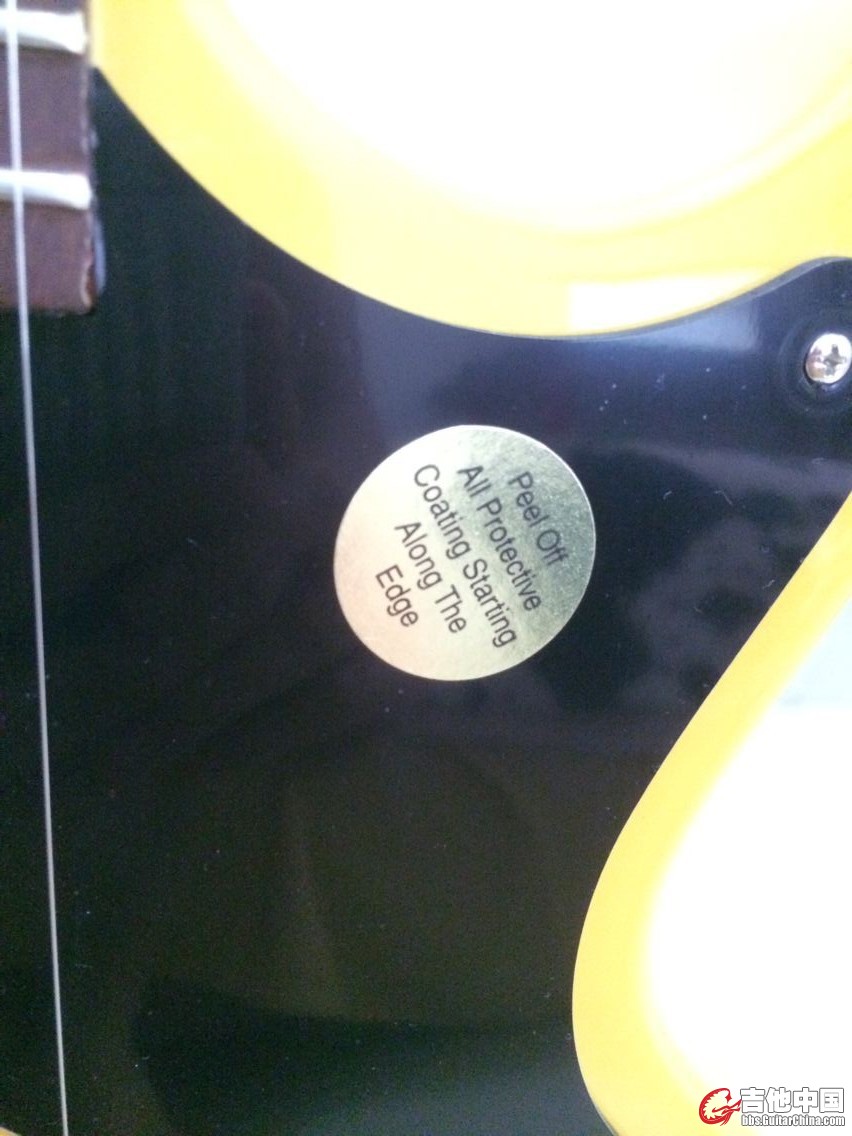 Peel Off
All Protective
Coating Starting
Along The
Edge
吉他中国
bbs.GuitarChina.com